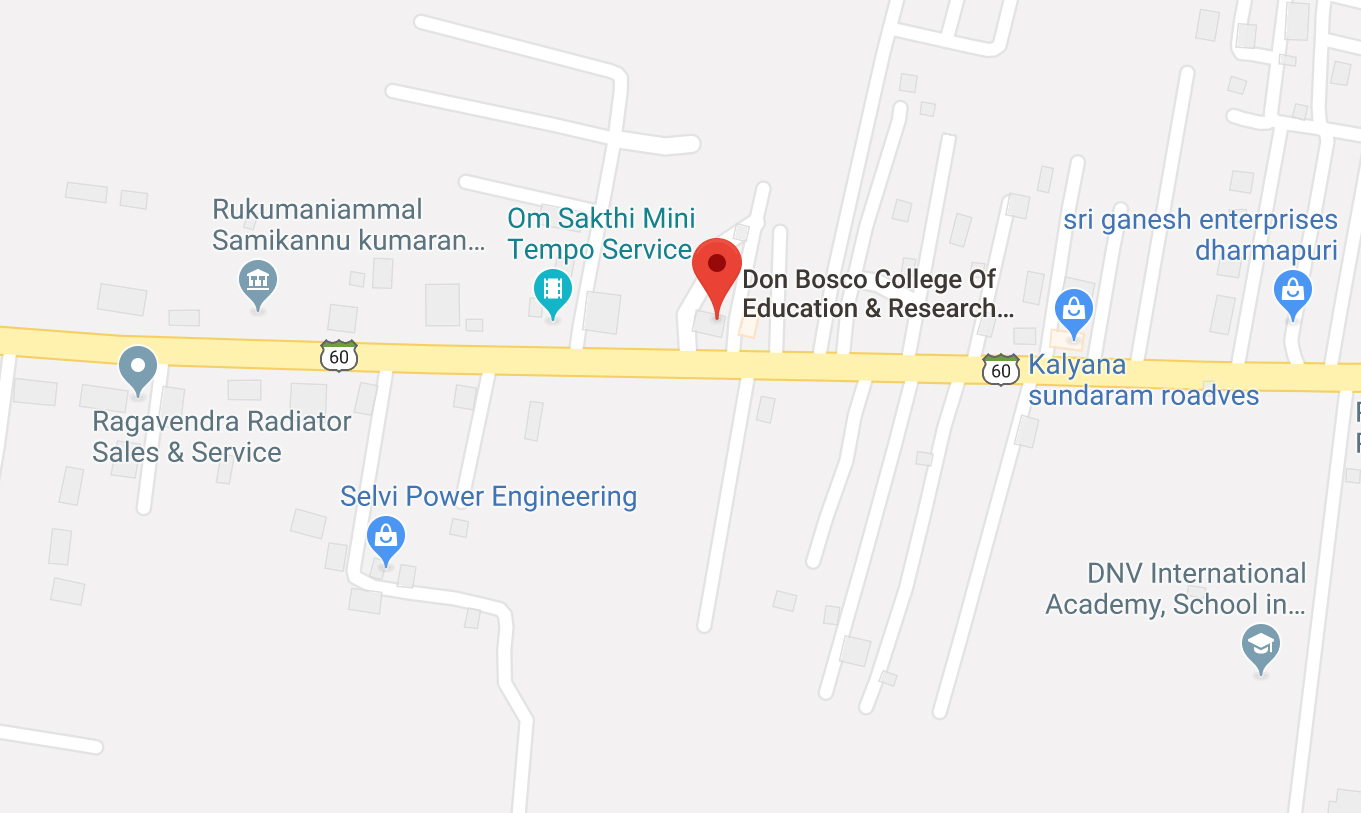 Rukumaniammal
Samikannu kumaran...
Om Sakthi Mini
Tempo Service
sri ganesh enterprises
dharmapuri
Don Bosco College Of
Education & Research...
60
60
Kalyana
sundaram roadves
Ragavendra Radiator
Sales & Service
Selvi Power Engineering
DNV International
Academy, School in...